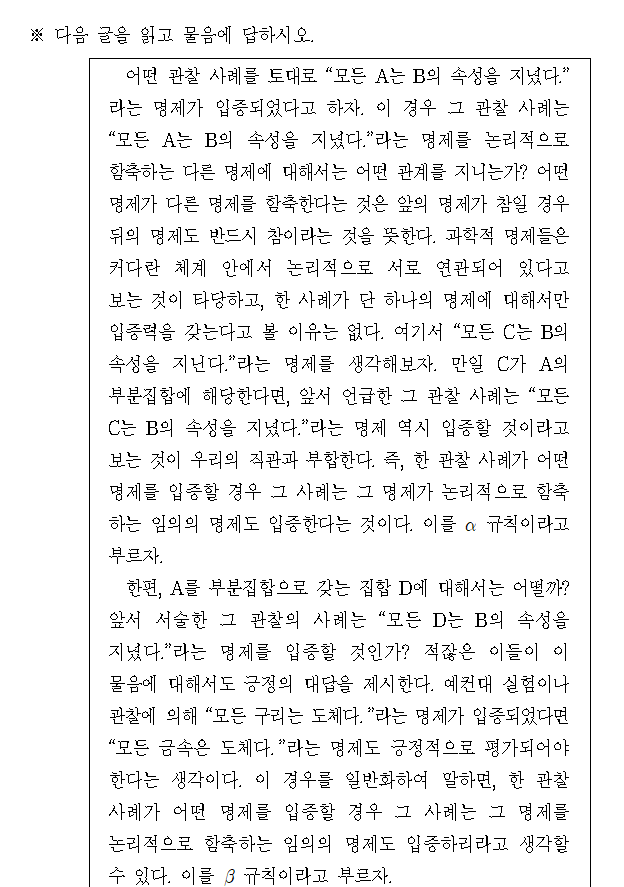 ※ 다음 글을 읽고 물음에 답하시오.
어떤 관찰 사례를 토대로 “모든 A는 B의 속성을 지녔다.”
라는 명제가 입증되었다고 하자. 이 경우 그 관찰 사례는
“모든 A는 B의 속성을 지녔다.”라는 명제를 논리적으로
함축하는 다른 명제에 대해서는 어떤 관계를 지니는가? 어떤
명제가 다른 명제를 함축한다는 것은 앞의 명제가 참일 경우
뒤의 명제도 반드시 참이라는 것을 뜻한다. 과학적 명제들은
커다란 체계 안에서 논리적으로 서로 연관되어 있다고
보는 것이 타당하고, 한 사례가 단 하나의 명제에 대해서만
입증력을 갖는다고 볼 이유는 없다. 여기서 “모든 C는 B의
속성을 지닌다.”라는 명제를 생각해보자. 만일 C가 A의
부분집합에 해당한다면, 앞서 언급한 그 관찰 사례는 “모든
C는 B의 속성을 지녔다.”라는 명제 역시 입증할 것이라고
보는 것이 우리의 직관과 부합한다. 즉, 한 관찰 사례가 어떤
명제를 입증할 경우 그 사례는 그 명제가 논리적으로 함축
하는 임의의 명제도 입증한다는 것이다. 이를 α 규칙이라고
부르자.
한편, A를 부분집합으로 갖는 집합 D에 대해서는 어떨까?
앞서 서술한 그 관찰의 사례는 “모든 D는 B의 속성을
지녔다.”라는 명제를 입증할 것인가? 적잖은 이들이 이
물음에 대해서도 긍정의 대답을 제시한다. 예컨대 실험이나
관찰에 의해 “모든 구리는 도체다. ”라는 명제가 입증되었다면
“모든 금속은 도체다. ”라는 명제도 긍정적으로 평가되어야
한다는 생각이다. 이 경우를 일반화하여 말하면, 한 관찰
사례가 어떤 명제를 입증할 경우 그 사례는 그 명제를
논리적으로 함축하는 임의의 명제도 입증하리라고 생각할
수 있다. 이를 β 규칙이라고 부르자.